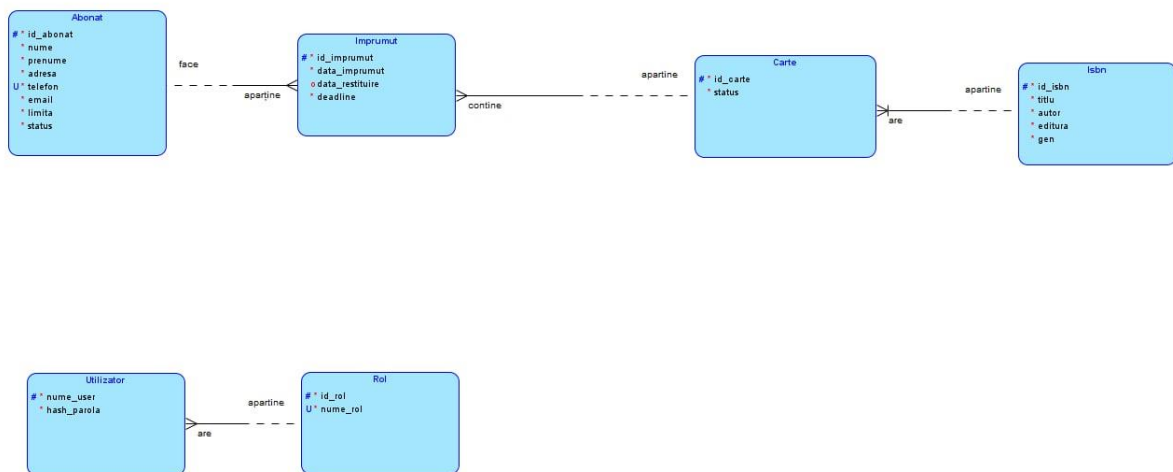 Abonat
# * id_abonat
* nume
* prenume
* adresa
U * telefon
* email
* limita
* status
face
aparține
Imprumut
# * id_imprumut
* data_imprumut
o data_restituire
* deadline
contine
apartine
Carte
# * id_carte
* status
are
apartine
Isbn
# * id_isbn
* titlu
* autor
* editura
* gen
Utilizator
# * nume_user
* hash_parola
are
apartine
Rol
# * id_rol
U * nume_rol